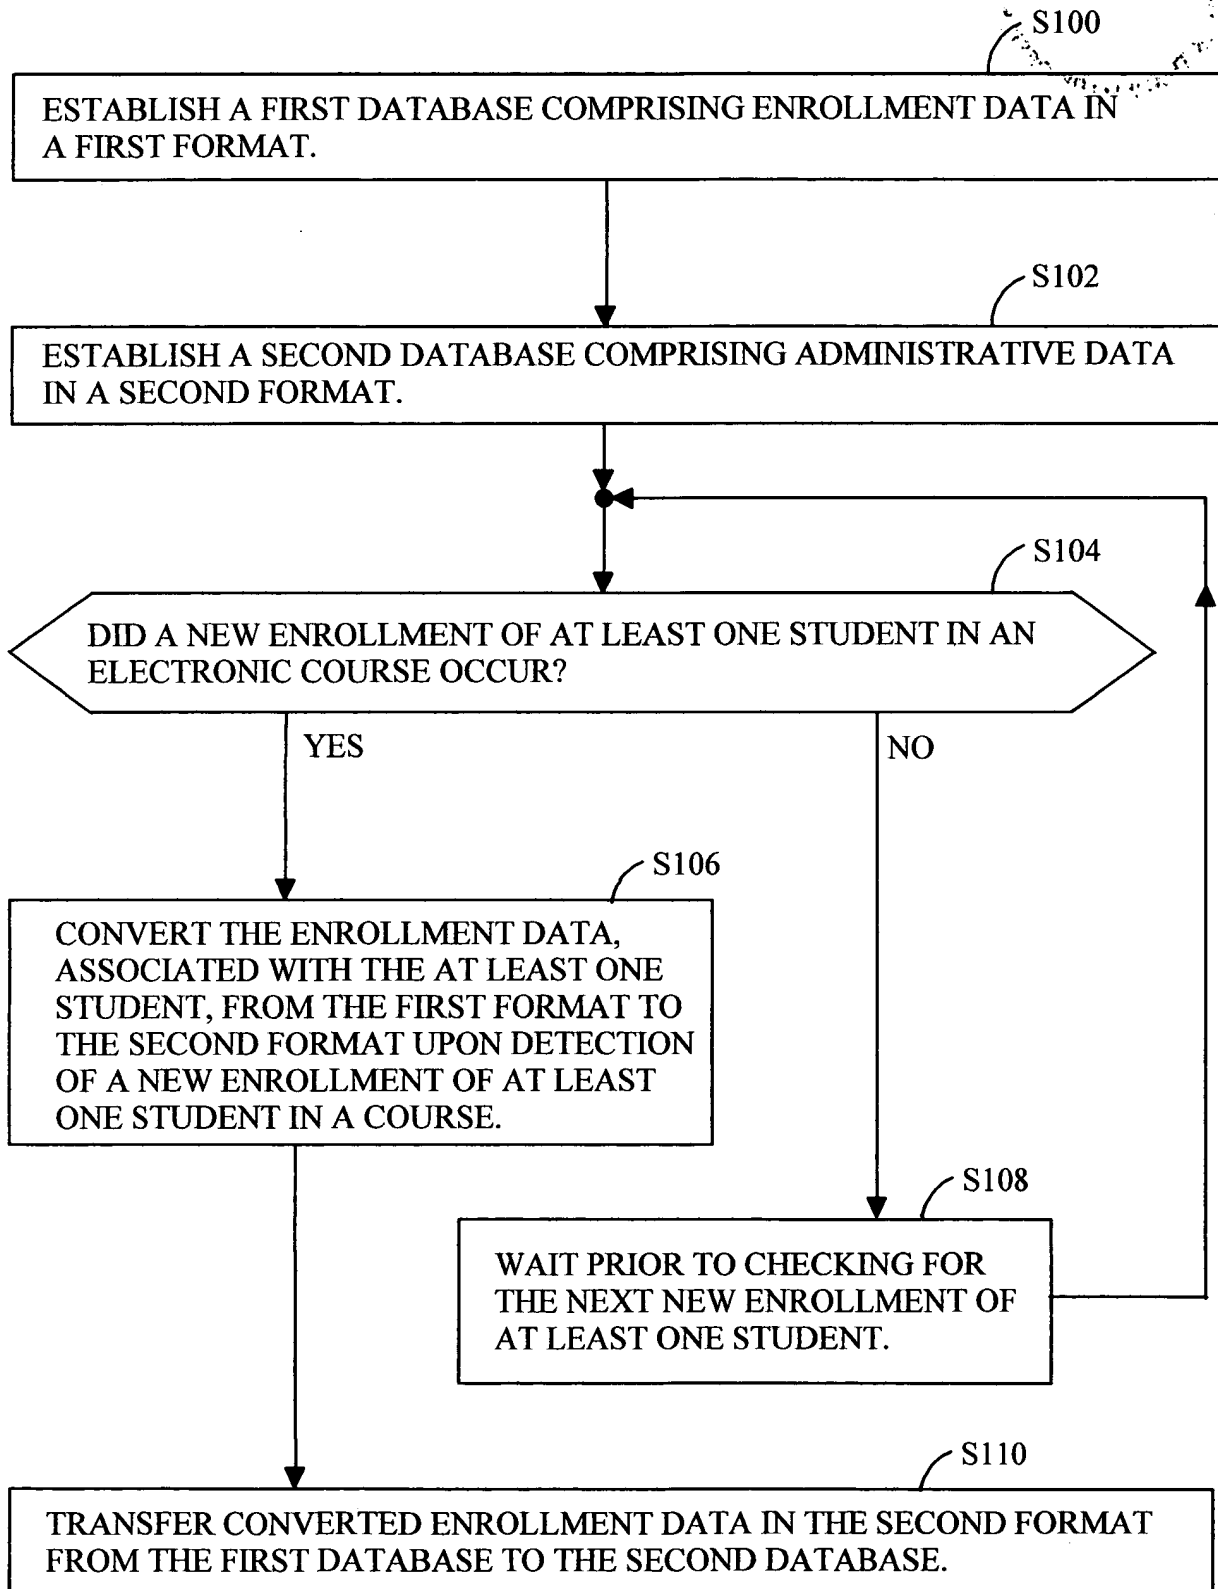 S100
ESTABLISH A FIRST DATABASE COMPRISING ENROLLMENT DATA IN
A FIRST FORMAT.
S102
ESTABLISH A SECOND DATABASE COMPRISING ADMINISTRATIVE DATA
IN A SECOND FORMAT.
S104
DID A NEW ENROLLMENT OF AT LEAST ONE STUDENT IN AN
ELECTRONIC COURSE OCCUR?
YES
NO
S106
CONVERT THE ENROLLMENT DATA,
ASSOCIATED WITH THE AT LEAST ONE
STUDENT, FROM THE FIRST FORMAT TO
THE SECOND FORMAT UPON DETECTION
OF A NEW ENROLLMENT OF AT LEAST
ONE STUDENT IN A COURSE.
S108
WAIT PRIOR TO CHECKING FOR
THE NEXT NEW ENROLLMENT OF
AT LEAST ONE STUDENT.
S110
TRANSFER CONVERTED ENROLLMENT DATA IN THE SECOND FORMAT
FROM THE FIRST DATABASE TO THE SECOND DATABASE.